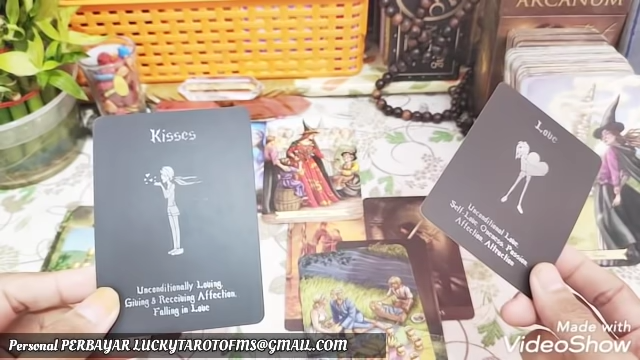 ARCANUM
Kisses
Unconditionally Loving,
Giving & Receiving Affection,
Falling in Love
Love
Unconditional Love,
Self-Love, Oneness, Passion,
Affection, Attraction
Personal PERBAYAR LUCKYTAROTOFMS@GMAIL.COM
Made with
VideoShow